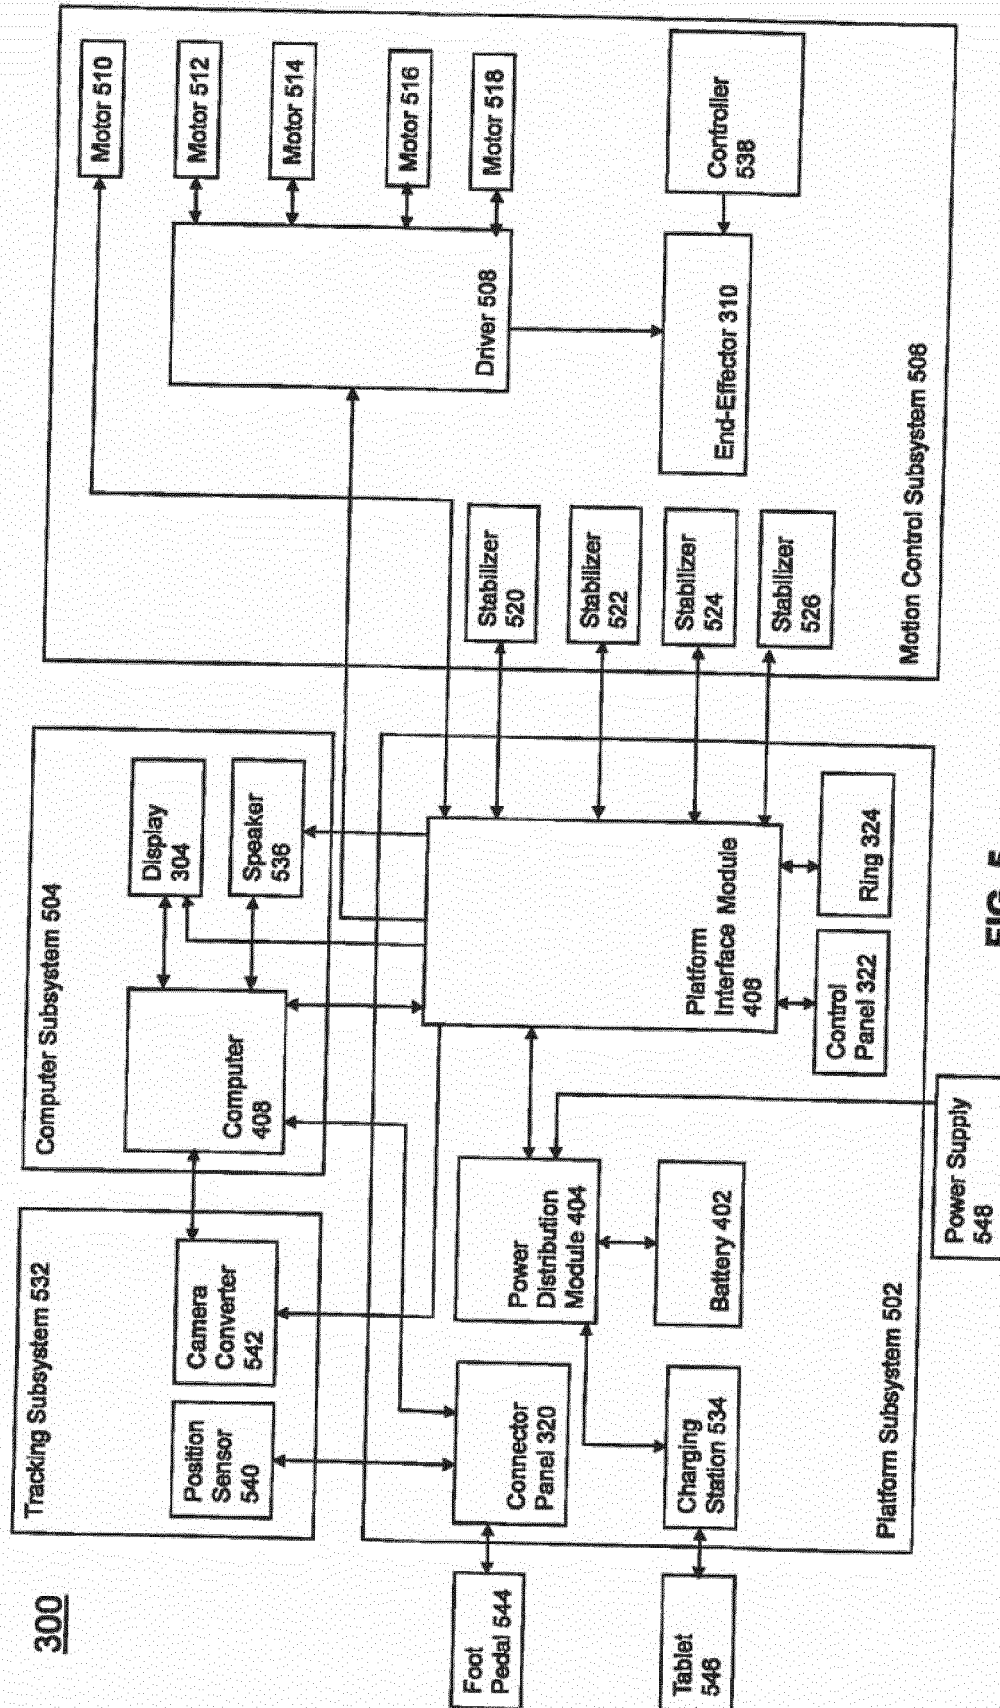 300
Tracking Subsystem 532
Position
Sensor
540
Camera
Converter
542
Computer Subsystem 504
Computer
408
Display
304
Speaker
536
Motor 510
Motor 512
Motor 514
Motor 516
Motor 518
Driver 508
Stabilizer
520
Stabilizer
522
Stabilizer
524
Stabilizer
526
End-Effector 310
Controller
538
Motion Control Subsystem 506
Foot
Pedal 544
Tablet
546
Connector
Panel 320
Charging
Station 534
Power
Distribution
Module 404
Battery 402
Platform
Interface Module
406
Control
Panel 322
Ring 324
Platform Subsystem 502
Power Supply
548
FIG. 5